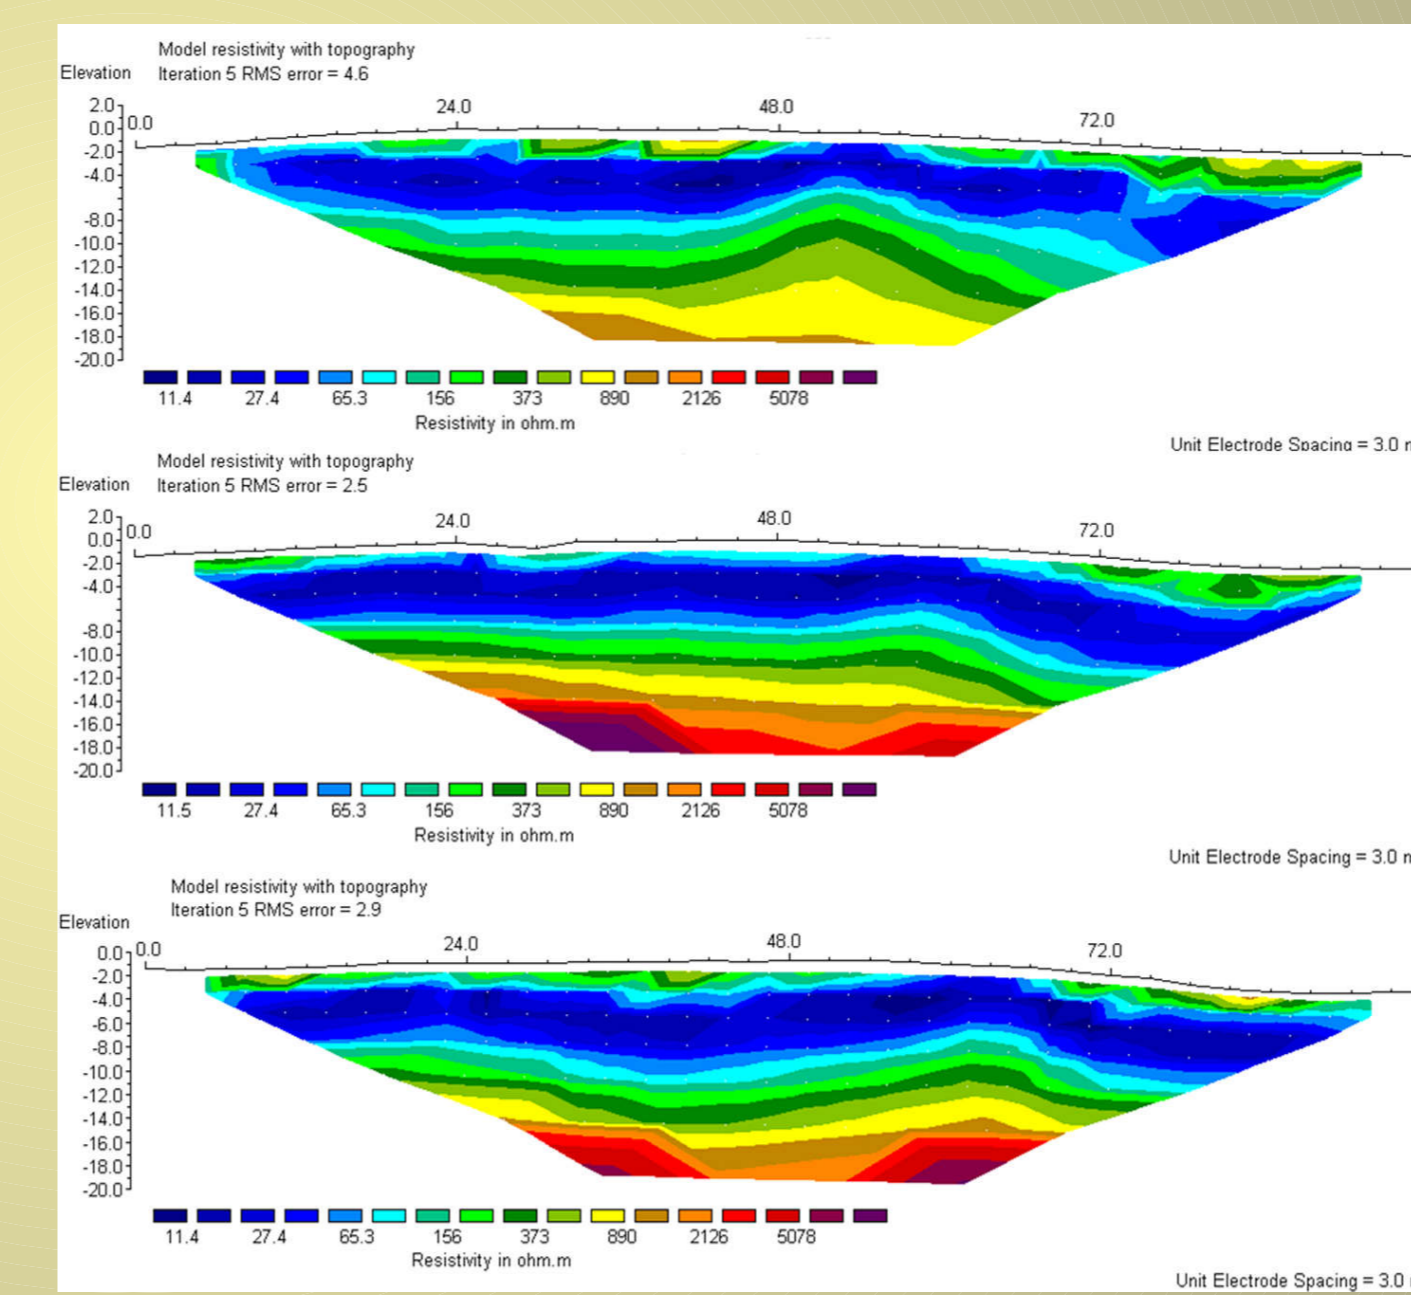 Model resistivity with topography
Elevation Iteration 5 RMS error = 4.6
2.0
0.0 0.0 24.0 48.0 72.0
-2.0
-4.0
-8.0
-10.0
-12.0
-14.0
-16.0
-18.0
-20.0
11.4 27.4 65.3 156 373 890 2126 5078
Resistivity in ohm.m
Unit Electrode Spacing = 3.0
Model resistivity with topography
Elevation Iteration 5 RMS error = 2.5
2.0
0.0 0.0 24.0 48.0 72.0
-2.0
-4.0
-8.0
-10.0
-12.0
-14.0
-16.0
-18.0
-20.0
11.5 27.4 65.3 156 373 890 2126 5078
Resistivity in ohm.m
Unit Electrode Spacing = 3.0
Model resistivity with topography
Iteration 5 RMS error = 2.9
Elevation
0.0 0.0 24.0 48.0 72.0
-2.0
-4.0
-6.0
-8.0
-10.0
-12.0
-14.0
-16.0
-18.0
-20.0
11.4 27.4 65.3 156 373 890 2126 5078
Resistivity in ohm.m
Unit Electrode Spacing = 3.0